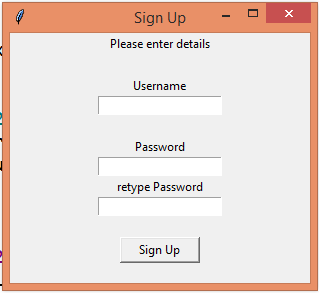 Sign Up
Please enter details
Username
Password
retype Password
Sign Up